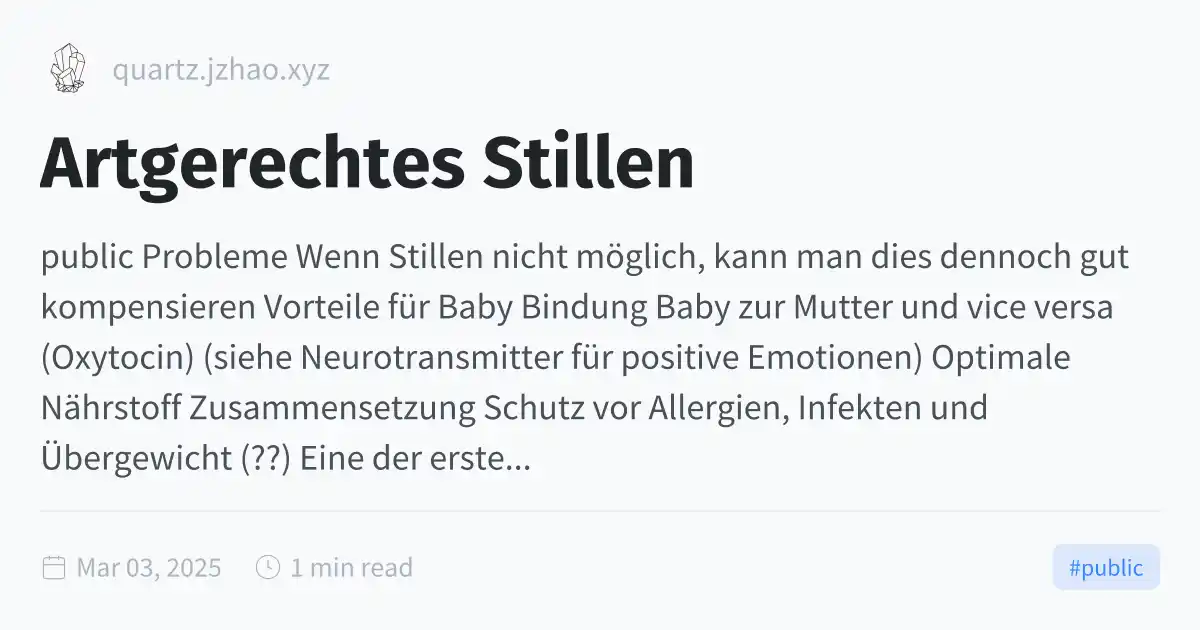 quartz.jzhao.xyz
Artgerechtes Stillen
public Probleme Wenn Stillen nicht möglich, kann man dies dennoch gut
kompensieren Vorteile für Baby Bindung Baby zur Mutter und vice versa
(Oxytocin) (siehe Neurotransmitter für positive Emotionen) Optimale
Nährstoff Zusammensetzung Schutz vor Allergien, Infekten und
Übergewicht (??) Eine der erste...
Mar 03, 2025 1 min read #public